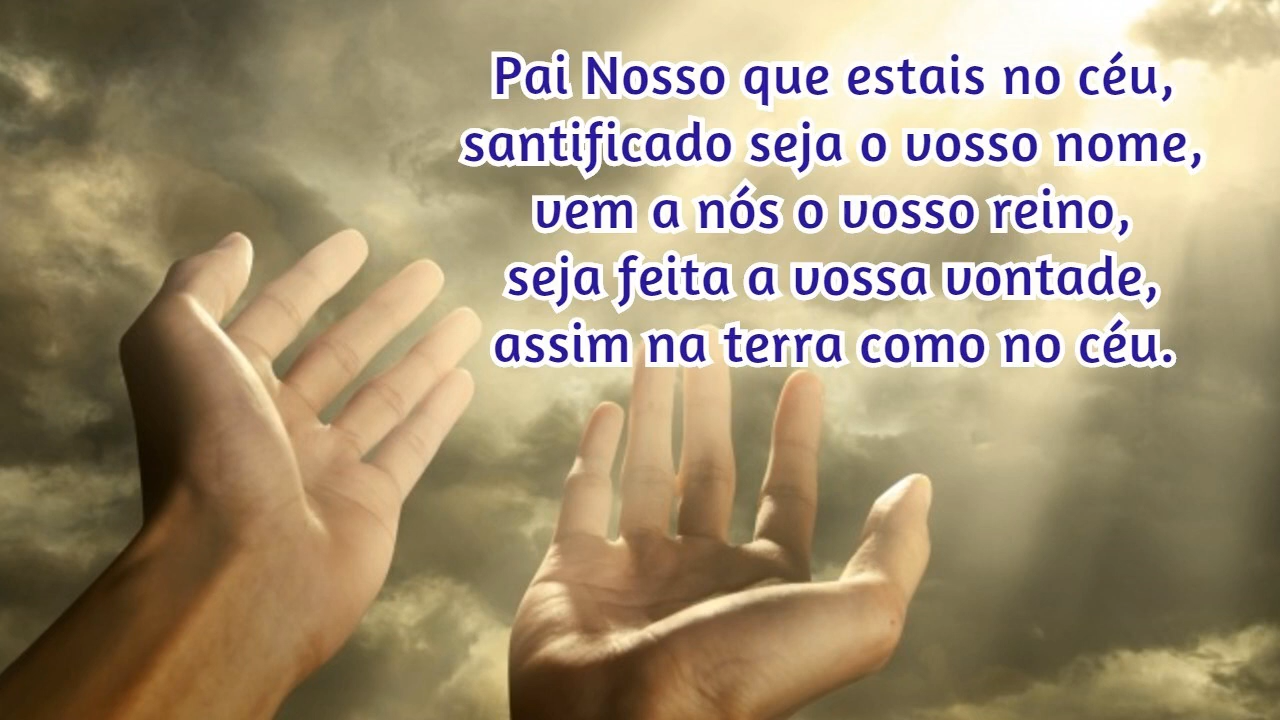 Pai Nosso que estais no céu,
santificado seja o vosso nome,
vem a nós o vosso reino,
seja feita a vossa vontade,
assim na terra como no céu.